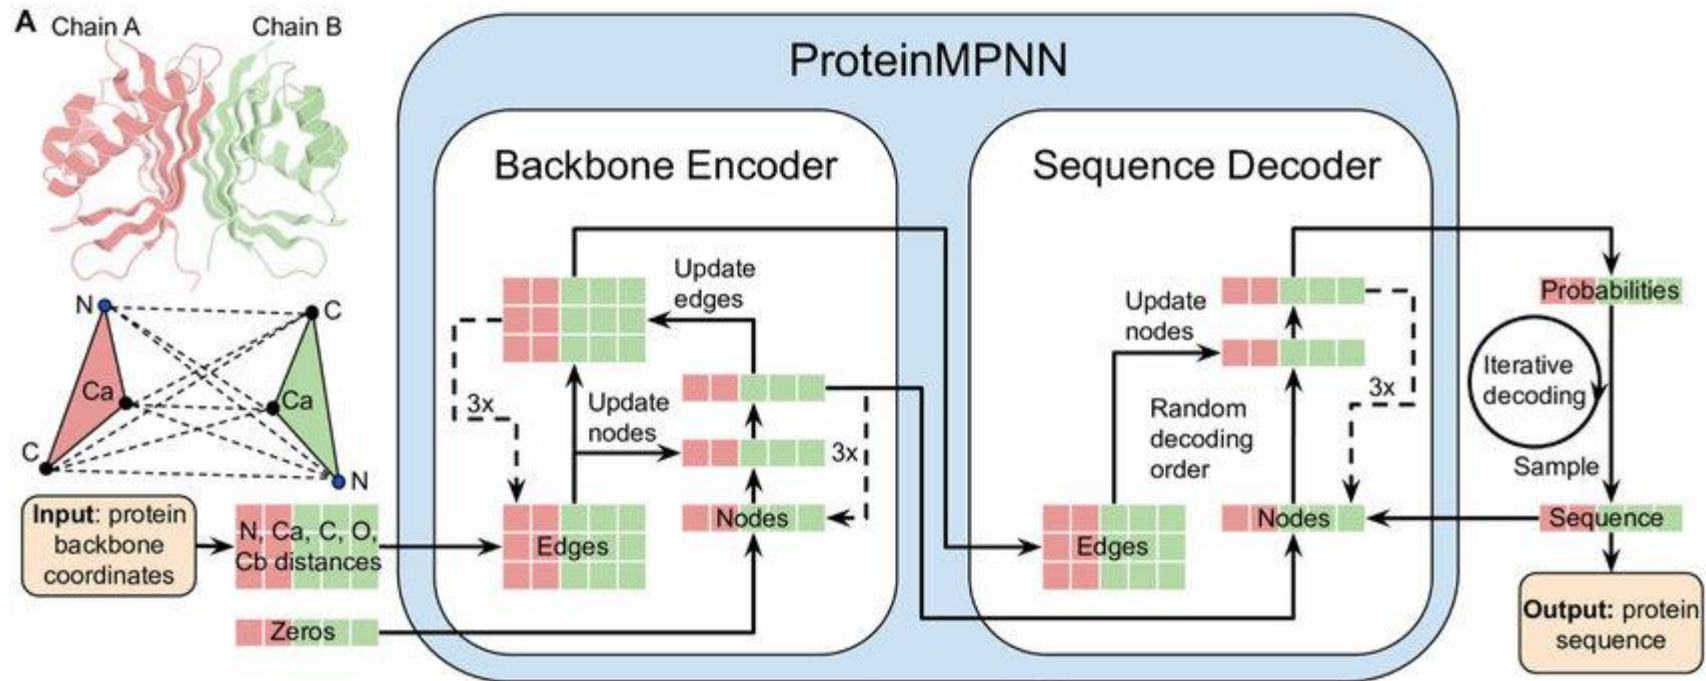 A
Chain A
Chain B
ProteinMPNN
Backbone Encoder
Sequence Decoder
N
C
Ca
Ca
C
N
Input: protein
backbone
coordinates
N, Ca, C, O,
Cb distances
Zeros
Update
edges
3x
Update
nodes
3x
Edges
Nodes
Update
nodes
Random
decoding
order
3x
Edges
Nodes
Probabilities
Iterative
decoding
Sample
Sequence
Output: protein
sequence